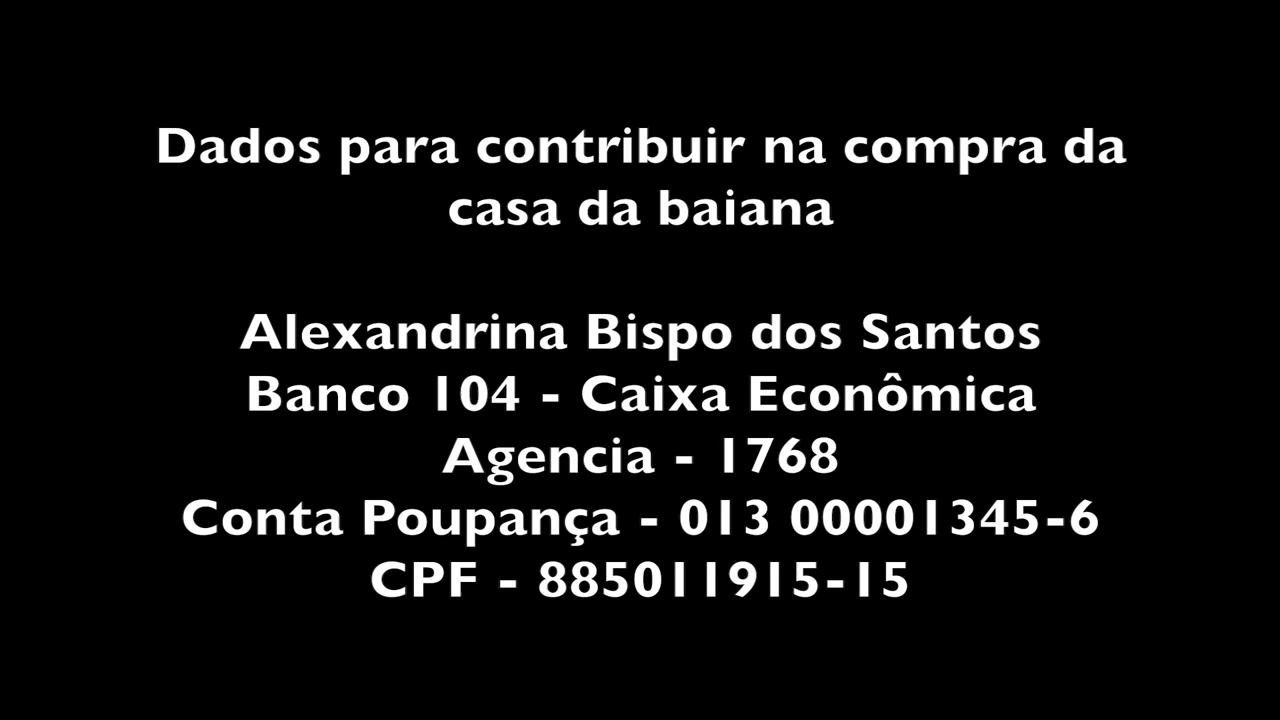 Dados para contribuir na compra da
casa da baiana
Alexandrina Bispo dos Santos
Banco 104 - Caixa Econômica
Agencia - 1768
Conta Poupança - 013 00001345-6
CPF - 885011915-15